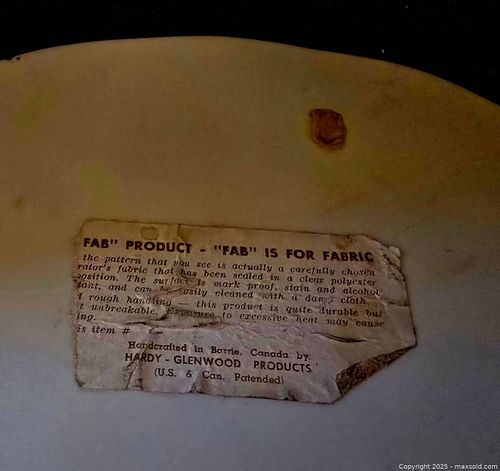 FAB" PRODUCT - "FAB" IS FOR FABRIC
the pattern that you see is actually a carefully chosen
rator's fabric that has been sealed in a clear polyester
osition. The surface is mark proof, stain and alcohol
tant, and can be easily cleaned with a damp cloth.
t rough handling — this product is quite durable but
t unbreakable. Exposure to excessive heat may cause
ing.
is item #
Handcrafted in Barrie, Canada by
HARDY - GLENWOOD PRODUCTS
(U.S. & Can. Patented)
Copyright 2025 - maxsold.com